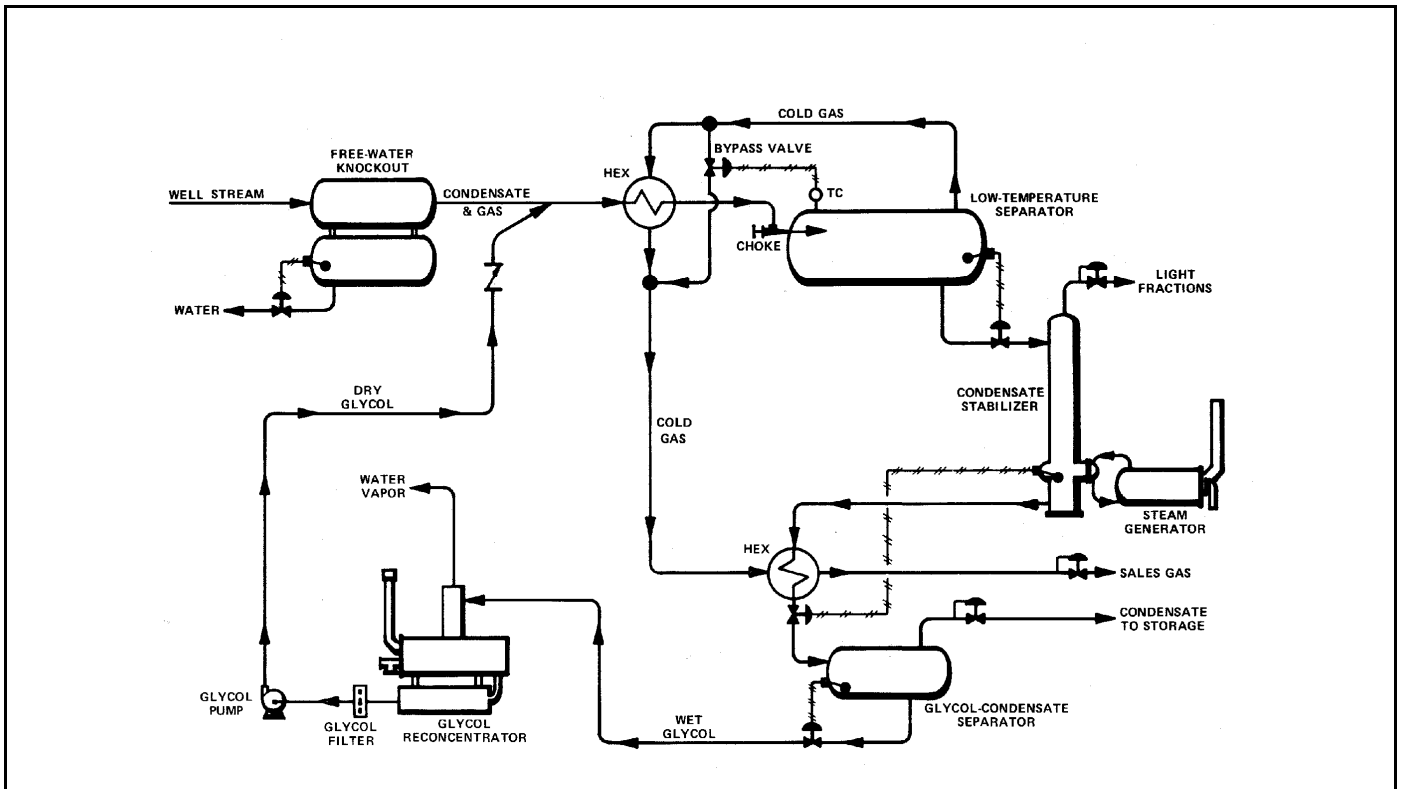 COLD GAS
BYPASS VALVE
FREE-WATER
KNOCKOUT
HEX
WELL STREAM
CONDENSATE
& GAS
TC
LOW-TEMPERATURE
SEPARATOR
CHOKE
LIGHT
FRACTIONS
WATER
DRY
GLYCOL
CONDENSATE
STABILIZER
COLD
GAS
WATER
VAPOR
STEAM
GENERATOR
HEX
SALES GAS
CONDENSATE
TO STORAGE
GLYCOL
PUMP
GLYCOL
FILTER
GLYCOL
RECONCENTRATOR
WET
GLYCOL
GLYCOL-CONDENSATE
SEPARATOR